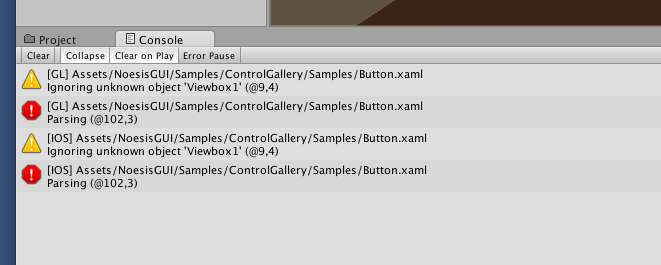 Project Console
Clear Collapse Clear on Play Error Pause
[GL] Assets/NoesisGUI/Samples/ControlGallery/Samples/Button.xaml
Ignoring unknown object 'Viewbox1' (@9,4)
[GL] Assets/NoesisGUI/Samples/ControlGallery/Samples/Button.xaml
Parsing (@102,3)
[IOS] Assets/NoesisGUI/Samples/ControlGallery/Samples/Button.xaml
Ignoring unknown object 'Viewbox1' (@9,4)
[IOS] Assets/NoesisGUI/Samples/ControlGallery/Samples/Button.xaml
Parsing (@102,3)